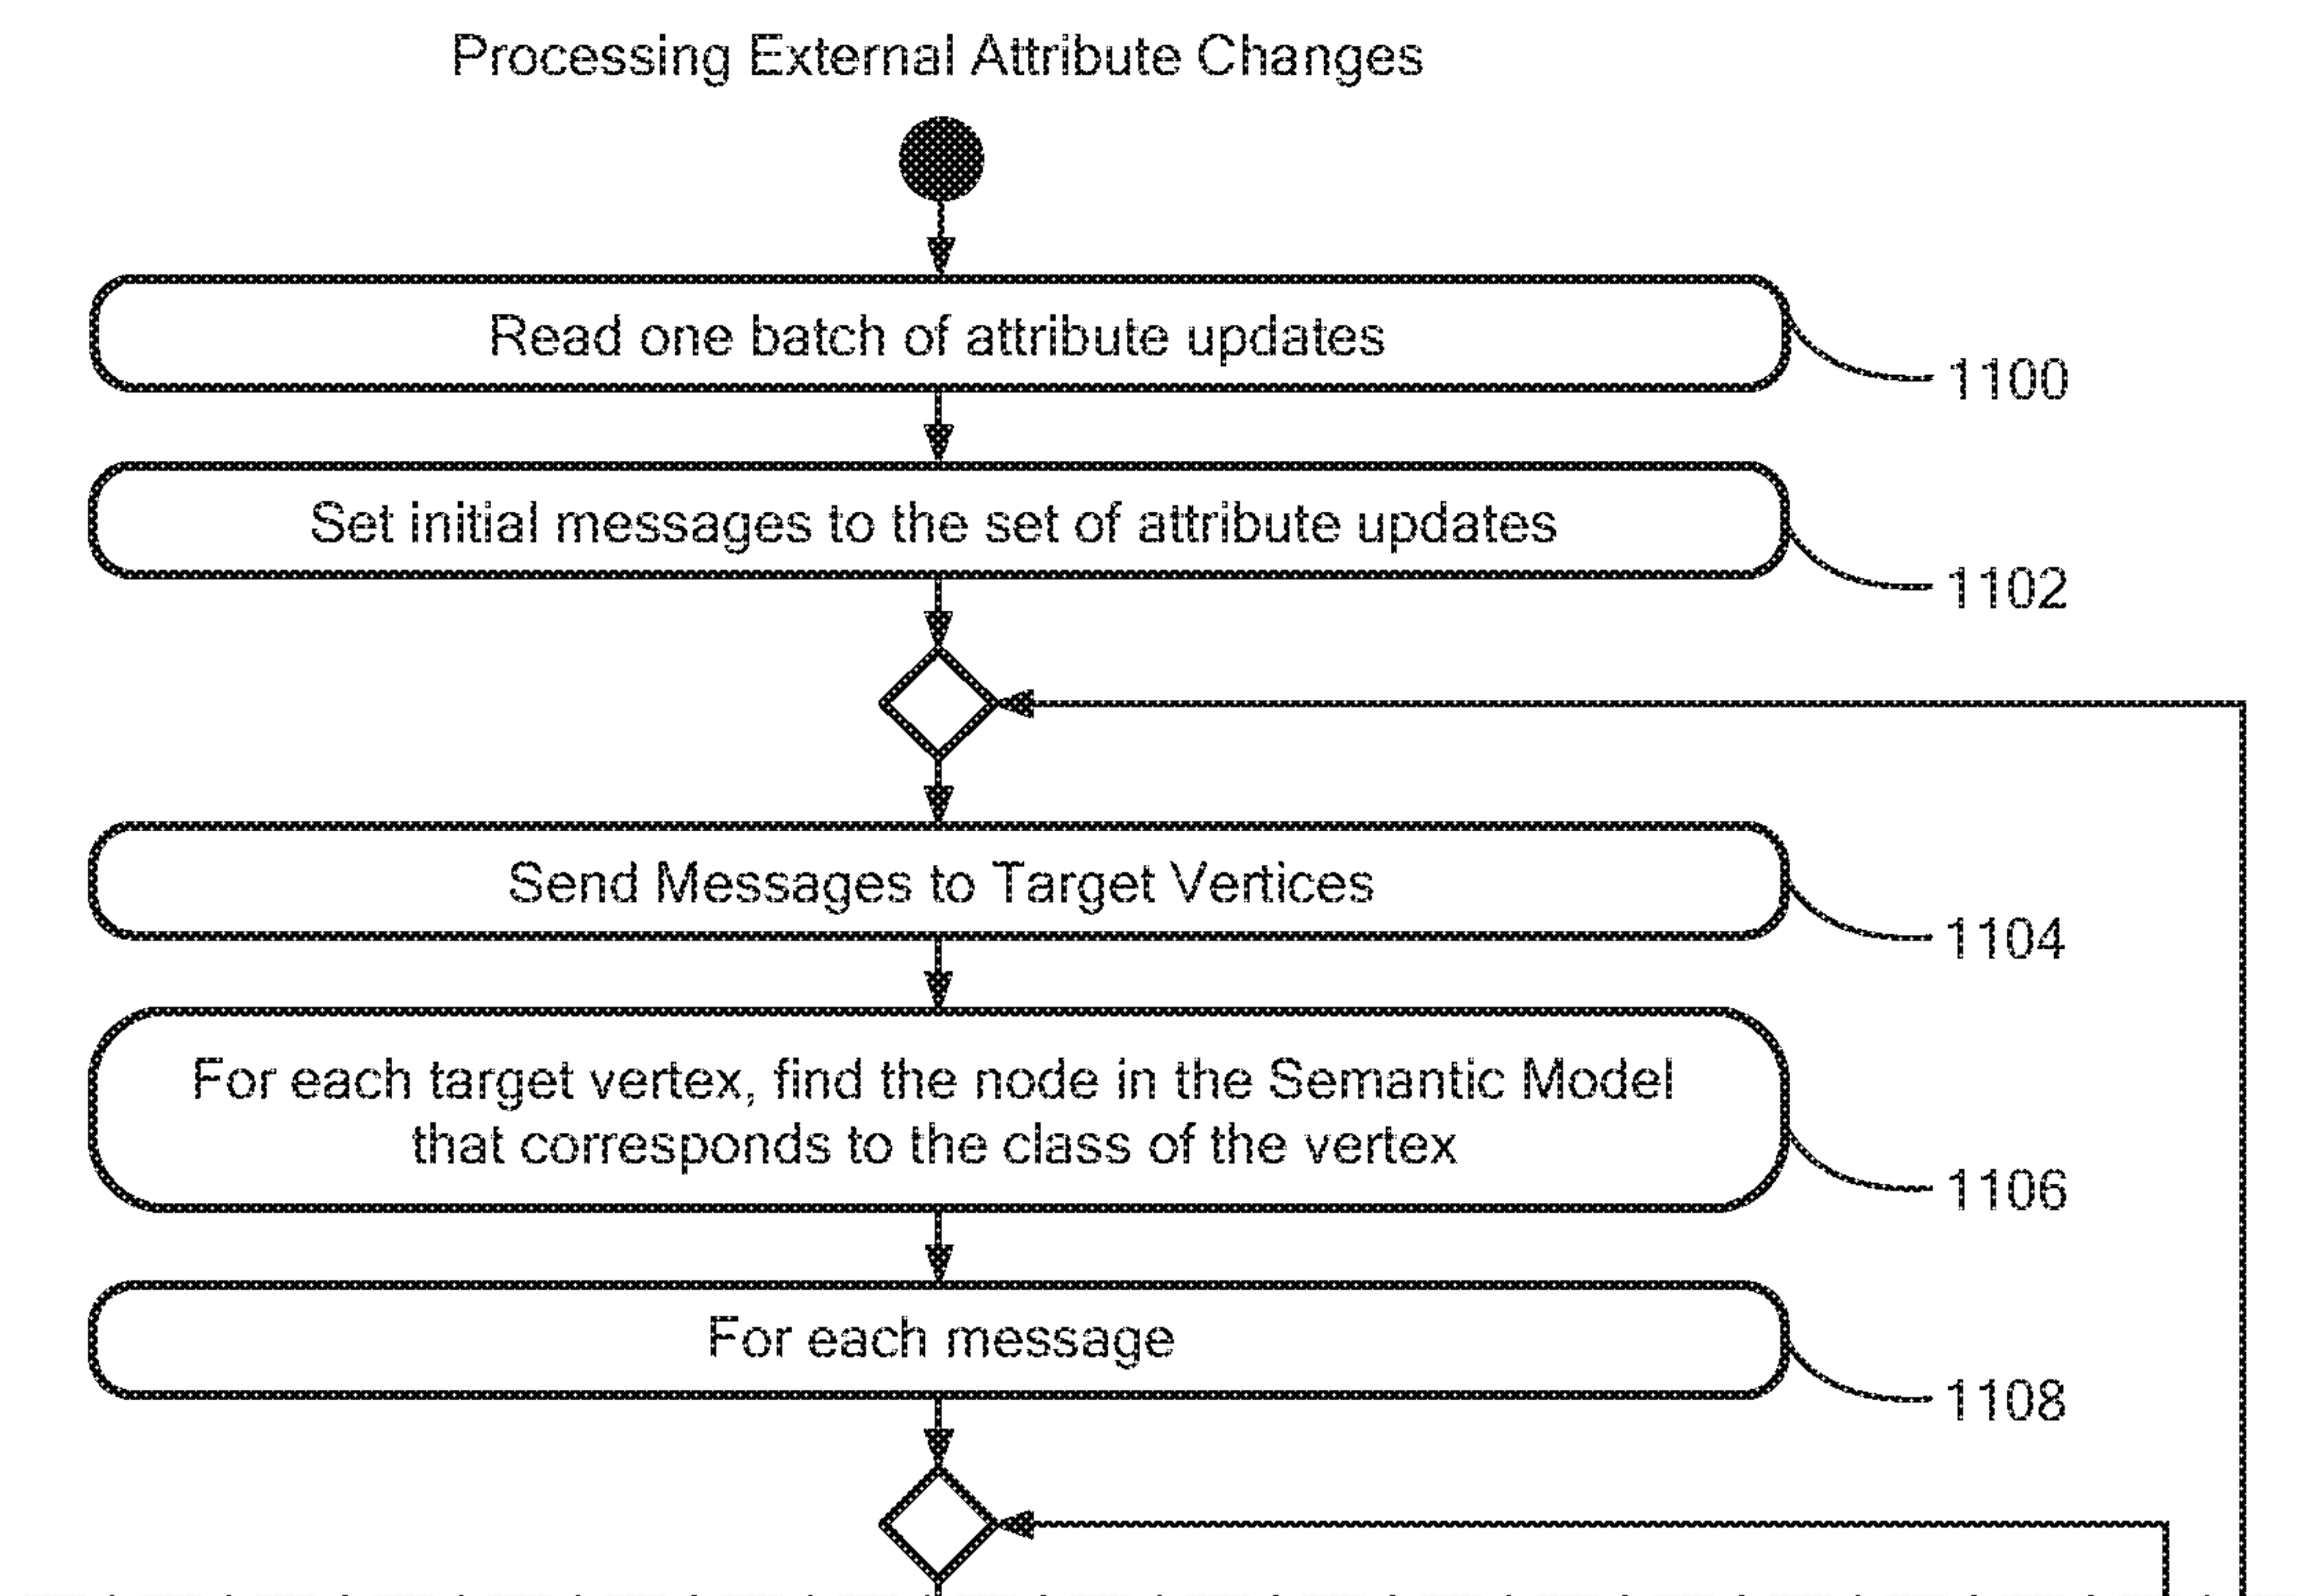 Processing External Attribute Changes
Read one batch of attribute updates
1100
Set initial messages to the set of attribute updates
1102
Send Messages to Target Vertices
1104
For each target vertex, find the node in the Semantic Model
that corresponds to the class of the vertex
1106
For each message
1108